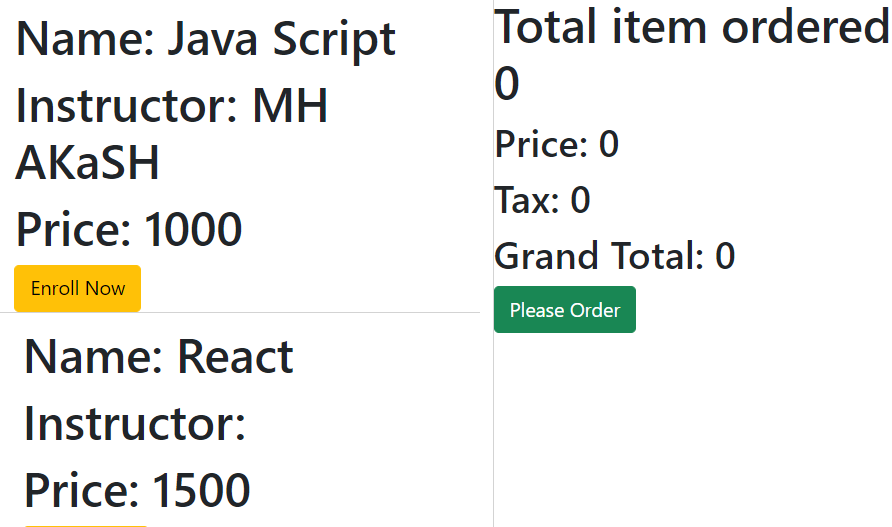 Name: Java Script
Instructor: MH
AKaSH
Price: 1000
Enroll Now
Name: React
Instructor:
Price: 1500
Total item ordered
0
Price: 0
Tax: 0
Grand Total: 0
Please Order